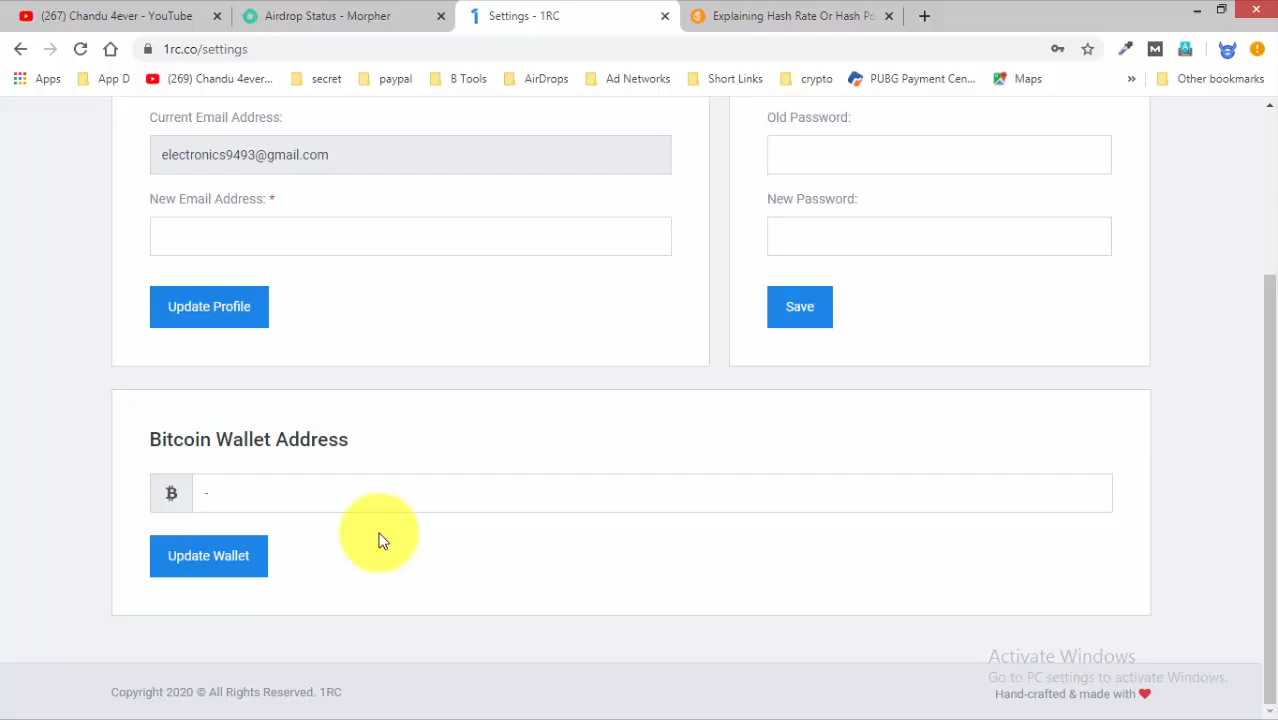 (267) Chandu 4ever - YouTube
Airdrop Status - Morpher
Settings - 1RC
Explaining Hash Rate Or Hash Po
1rc.co/settings
Apps
App D
(269) Chandu 4ever...
secret
paypal
B Tools
AirDrops
Ad Networks
Short Links
crypto
PUBG Payment Cen...
Maps
»
Other bookmarks
Current Email Address:
electronics9493@gmail.com
New Email Address: *
Update Profile
Old Password:
New Password:
Save
Bitcoin Wallet Address
-
Update Wallet
Activate Windows
Go to PC settings to activate Windows.
Copyright 2020 © All Rights Reserved. 1RC
Hand-crafted & made with ❤